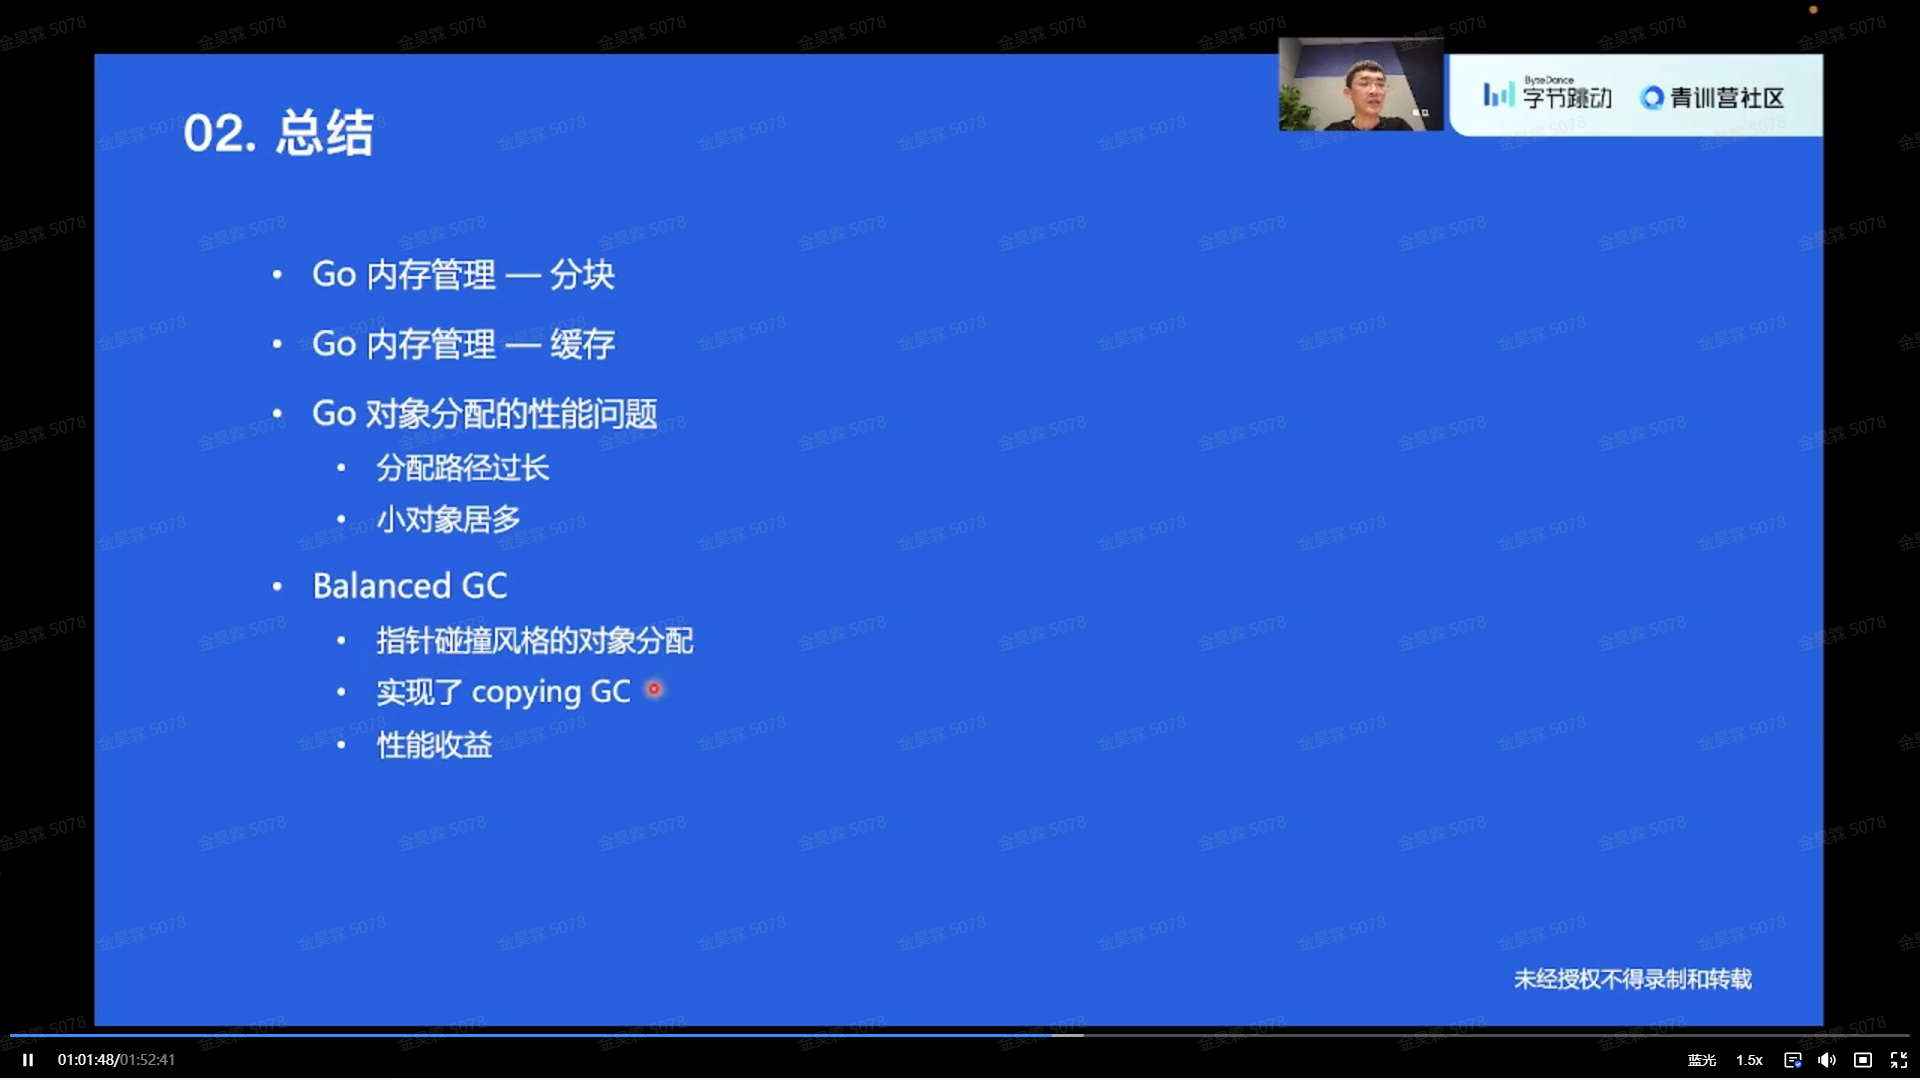 ByteDance
字节跳动
青训营社区
02. 总结
• Go 内存管理 — 分块
• Go 内存管理 — 缓存
• Go 对象分配的性能问题
• 分配路径过长
• 小对象居多
• Balanced GC
• 指针碰撞风格的对象分配
• 实现了 copying GC
• 性能收益
未经授权不得录制和转载
01:01:48/01:52:41
蓝光
1.5x
金昊霖 5078